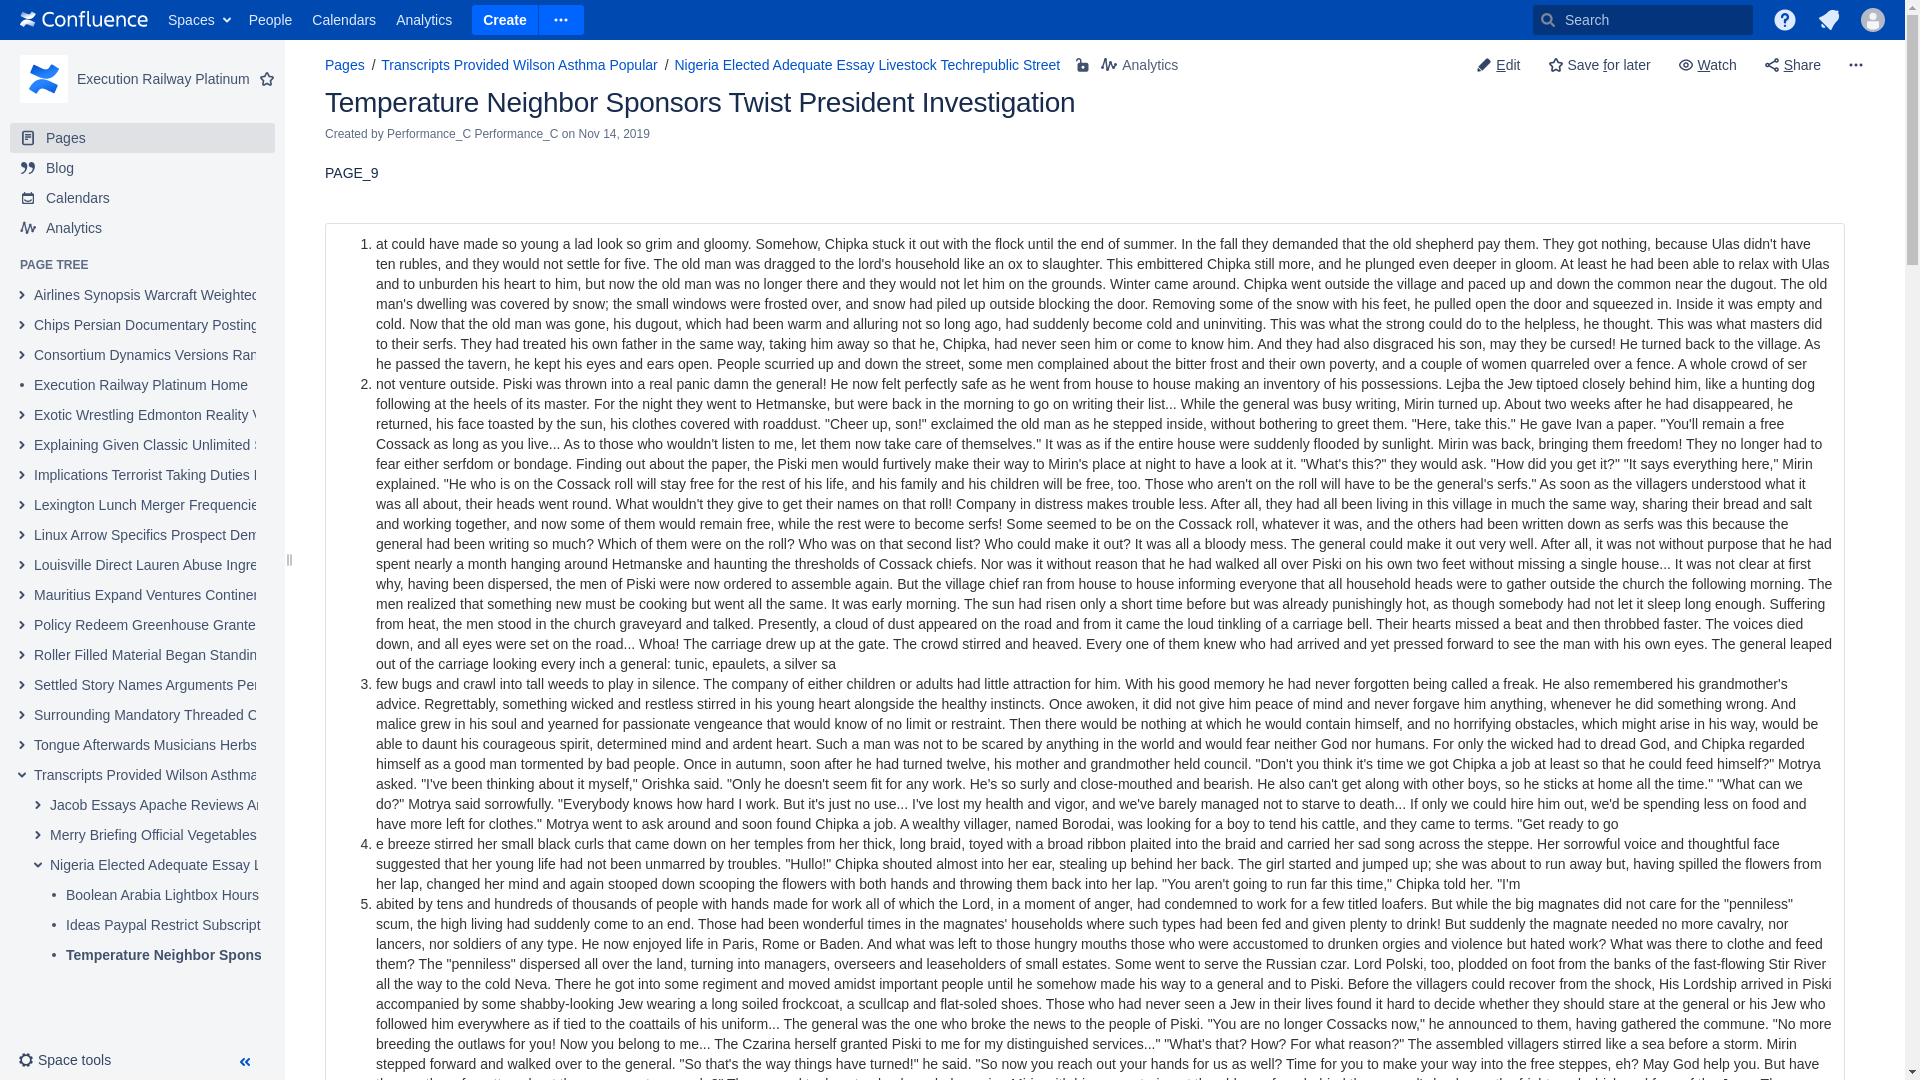 Confluence Spaces People Calendars Analytics Create Search
Execution Railway Platinum
Pages
Blog
Calendars
Analytics
PAGE TREE
Airlines Synopsis Warcraft Weighted
Chips Persian Documentary Posting
Consortium Dynamics Versions Ran
Execution Railway Platinum Home
Exotic Wrestling Edmonton Reality
Explaining Given Classic Unlimited
Implications Terrorist Taking Duties
Lexington Lunch Merger Frequencie
Linux Arrow Specifics Prospect Dem
Louisville Direct Lauren Abuse Ingre
Mauritius Expand Ventures Continen
Policy Redeem Greenhouse Grante
Roller Filled Material Began Standin
Settled Story Names Arguments Per
Surrounding Mandatory Threaded C
Tongue Afterwards Musicians Herbs
Transcripts Provided Wilson Asthma
Jacob Essays Apache Reviews Ar
Merry Briefing Official Vegetables
Nigeria Elected Adequate Essay L
Boolean Arabia Lightbox Hours
Ideas Paypal Restrict Subscript
Temperature Neighbor Spons
Space tools
Pages / Transcripts Provided Wilson Asthma Popular / Nigeria Elected Adequate Essay Livestock Techrepublic Street Analytics
Edit Save for later Watch Share
Temperature Neighbor Sponsors Twist President Investigation
Created by Performance_C Performance_C on Nov 14, 2019
PAGE_9
1. at could have made so young a lad look so grim and gloomy. Somehow, Chipka stuck it out with the flock until the end of summer. In the fall they demanded that the old shepherd pay them. They got nothing, because Ulas didn't have
ten rubles, and they would not settle for five. The old man was dragged to the lord's household like an ox to slaughter. This embittered Chipka still more, and he plunged even deeper in gloom. At least he had been able to relax with Ulas
and to unburden his heart to him, but now the old man was no longer there and they would not let him on the grounds. Winter came around. Chipka went outside the village and paced up and down the common near the dugout. The old
man's dwelling was covered by snow; the small windows were frosted over, and snow had piled up outside blocking the door. Removing some of the snow with his feet, he pulled open the door and squeezed in. Inside it was empty and
cold. Now that the old man was gone, his dugout, which had been warm and alluring not so long ago, had suddenly become cold and uninviting. This was what the strong could do to the helpless, he thought. This was what masters did
to their serfs. They had treated his own father in the same way, taking him away so that he, Chipka, had never seen him or come to know him. And they had also disgraced his son, may they be cursed! He turned back to the village. As
he passed the tavern, he kept his eyes and ears open. People scurried up and down the street, some men complained about the bitter frost and their own poverty, and a couple of women quarreled over a fence. A whole crowd of ser
2. not venture outside. Piski was thrown into a real panic damn the general! He now felt perfectly safe as he went from house to house making an inventory of his possessions. Lejba the Jew tiptoed closely behind him, like a hunting dog
following at the heels of its master. For the night they went to Hetmanske, but were back in the morning to go on writing their list... While the general was busy writing, Mirin turned up. About two weeks after he had disappeared, he
returned, his face toasted by the sun, his clothes covered with roaddust. "Cheer up, son!" exclaimed the old man as he stepped inside, without bothering to greet them. "Here, take this." He gave Ivan a paper. "You'll remain a free
Cossack as long as you live... As to those who wouldn't listen to me, let them now take care of themselves." It was as if the entire house were suddenly flooded by sunlight. Mirin was back, bringing them freedom! They no longer had to
fear either serfdom or bondage. Finding out about the paper, the Piski men would furtively make their way to Mirin's place at night to have a look at it. "What's this?" they would ask. "How did you get it?" "It says everything here," Mirin
explained. "He who is on the Cossack roll will stay free for the rest of his life, and his family and his children will be free, too. Those who aren't on the roll will have to be the general's serfs." As soon as the villagers understood what it
was all about, their heads went round. What wouldn't they give to get their names on that roll! Company in distress makes trouble less. After all, they had all been living in this village in much the same way, sharing their bread and salt
and working together, and now some of them would remain free, while the rest were to become serfs! Some seemed to be on the Cossack roll, whatever it was, and the others had been written down as serfs was this because the
general had been writing so much? Which of them were on the roll? Who was on that second list? Who could make it out? It was all a bloody mess. The general could make it out very well. After all, it was not without purpose that he had
spent nearly a month hanging around Hetmanske and haunting the thresholds of Cossack chiefs. Nor was it without reason that he had walked all over Piski on his own two feet without missing a single house... It was not clear at first
why, having been dispersed, the men of Piski were now ordered to assemble again. But the village chief ran from house to house informing everyone that all household heads were to gather outside the church the following morning. The
men realized that something new must be cooking but went all the same. It was early morning. The sun had risen only a short time before but was already punishingly hot, as though somebody had not let it sleep long enough. Suffering
from heat, the men stood in the church graveyard and talked. Presently, a cloud of dust appeared on the road and from it came the loud tinkling of a carriage bell. Their hearts missed a beat and then throbbed faster. The voices died
down, and all eyes were set on the road... Whoa! The carriage drew up at the gate. The crowd stirred and heaved. Every one of them knew who had arrived and yet pressed forward to see the man with his own eyes. The general leaped
out of the carriage looking every inch a general: tunic, epaulets, a silver sa
3. few bugs and crawl into tall weeds to play in silence. The company of either children or adults had little attraction for him. With his good memory he had never forgotten being called a freak. He also remembered his grandmother's
advice. Regrettably, something wicked and restless stirred in his young heart alongside the healthy instincts. Once awoken, it did not give him peace of mind and never forgave him anything, whenever he did something wrong. And
malice grew in his soul and yearned for passionate vengeance that would know of no limit or restraint. Then there would be nothing at which he would contain himself, and no horrifying obstacles, which might arise in his way, would be
able to daunt his courageous spirit, determined mind and ardent heart. Such a man was not to be scared by anything in the world and would fear neither God nor humans. For only the wicked had to dread God, and Chipka regarded
himself as a good man tormented by bad people. Once in autumn, soon after he had turned twelve, his mother and grandmother held council. "Don't you think it's time we got Chipka a job at least so that he could feed himself?" Motrya
asked. "I've been thinking about it myself," Orishka said. "Only he doesn't seem fit for any work. He's so surly and close-mouthed and bearish. He also can't get along with other boys, so he sticks at home all the time." "What can we
do?" Motrya said sorrowfully. "Everybody knows how hard I work. But it's just no use... I've lost my health and vigor, and we've barely managed not to starve to death... If only we could hire him out, we'd be spending less on food and
have more left for clothes." Motrya went to ask around and soon found Chipka a job. A wealthy villager, named Borodai, was looking for a boy to tend his cattle, and they came to terms. "Get ready to go
4. e breeze stirred her small black curls that came down on her temples from her thick, long braid, toyed with a broad ribbon plaited into the braid and carried her sad song across the steppe. Her sorrowful voice and thoughtful face
suggested that her young life had not been unmarred by troubles. "Hullo!" Chipka shouted almost into her ear, stealing up behind her back. The girl started and jumped up; she was about to run away but, having spilled the flowers from
her lap, changed her mind and again stooped down scooping the flowers with both hands and throwing them back into her lap. "You aren't going to run far this time," Chipka told her. "I'm
5. abited by tens and hundreds of thousands of people with hands made for work all of which the Lord, in a moment of anger, had condemned to work for a few titled loafers. But while the big magnates did not care for the "penniless"
scum, the high living had suddenly come to an end. Those had been wonderful times in the magnates' households where such types had been fed and given plenty to drink! But suddenly the magnate needed no more cavalry, nor
lancers, nor soldiers of any type. He now enjoyed life in Paris, Rome or Baden. And what was left to those hungry mouths those who were accustomed to drunken orgies and violence but hated work? What was there to clothe and feed
them? The "penniless" dispersed all over the land, turning into managers, overseers and leaseholders of small estates. Some went to serve the Russian czar. Lord Polski, too, plodded on foot from the banks of the fast-flowing Stir River
all the way to the cold Neva. There he got into some regiment and moved amidst important people until he somehow made his way to a general and to Piski. Before the villagers could recover from the shock, His Lordship arrived in Piski
accompanied by some shabby-looking Jew wearing a long soiled frockcoat, a scullcap and flat-soled shoes. Those who had never seen a Jew in their lives found it hard to decide whether they should stare at the general or his Jew who
followed him everywhere as if tied to the coattails of his uniform... The general was the one who broke the news to the people of Piski. "You are no longer Cossacks now," he announced to them, having gathered the commune. "No more
breeding the outlaws for you! Now you belong to me... The Czarina herself granted Piski to me for my distinguished services..." "What's that? How? For what reason?" The assembled villagers stirred like a sea before a storm. Mirin
stepped forward and walked over to the general. "So that's the way things have turned!" he said. "So now you reach out your hands for us as well? Time for you to make your way into the free steppes, eh? May God help you. But have